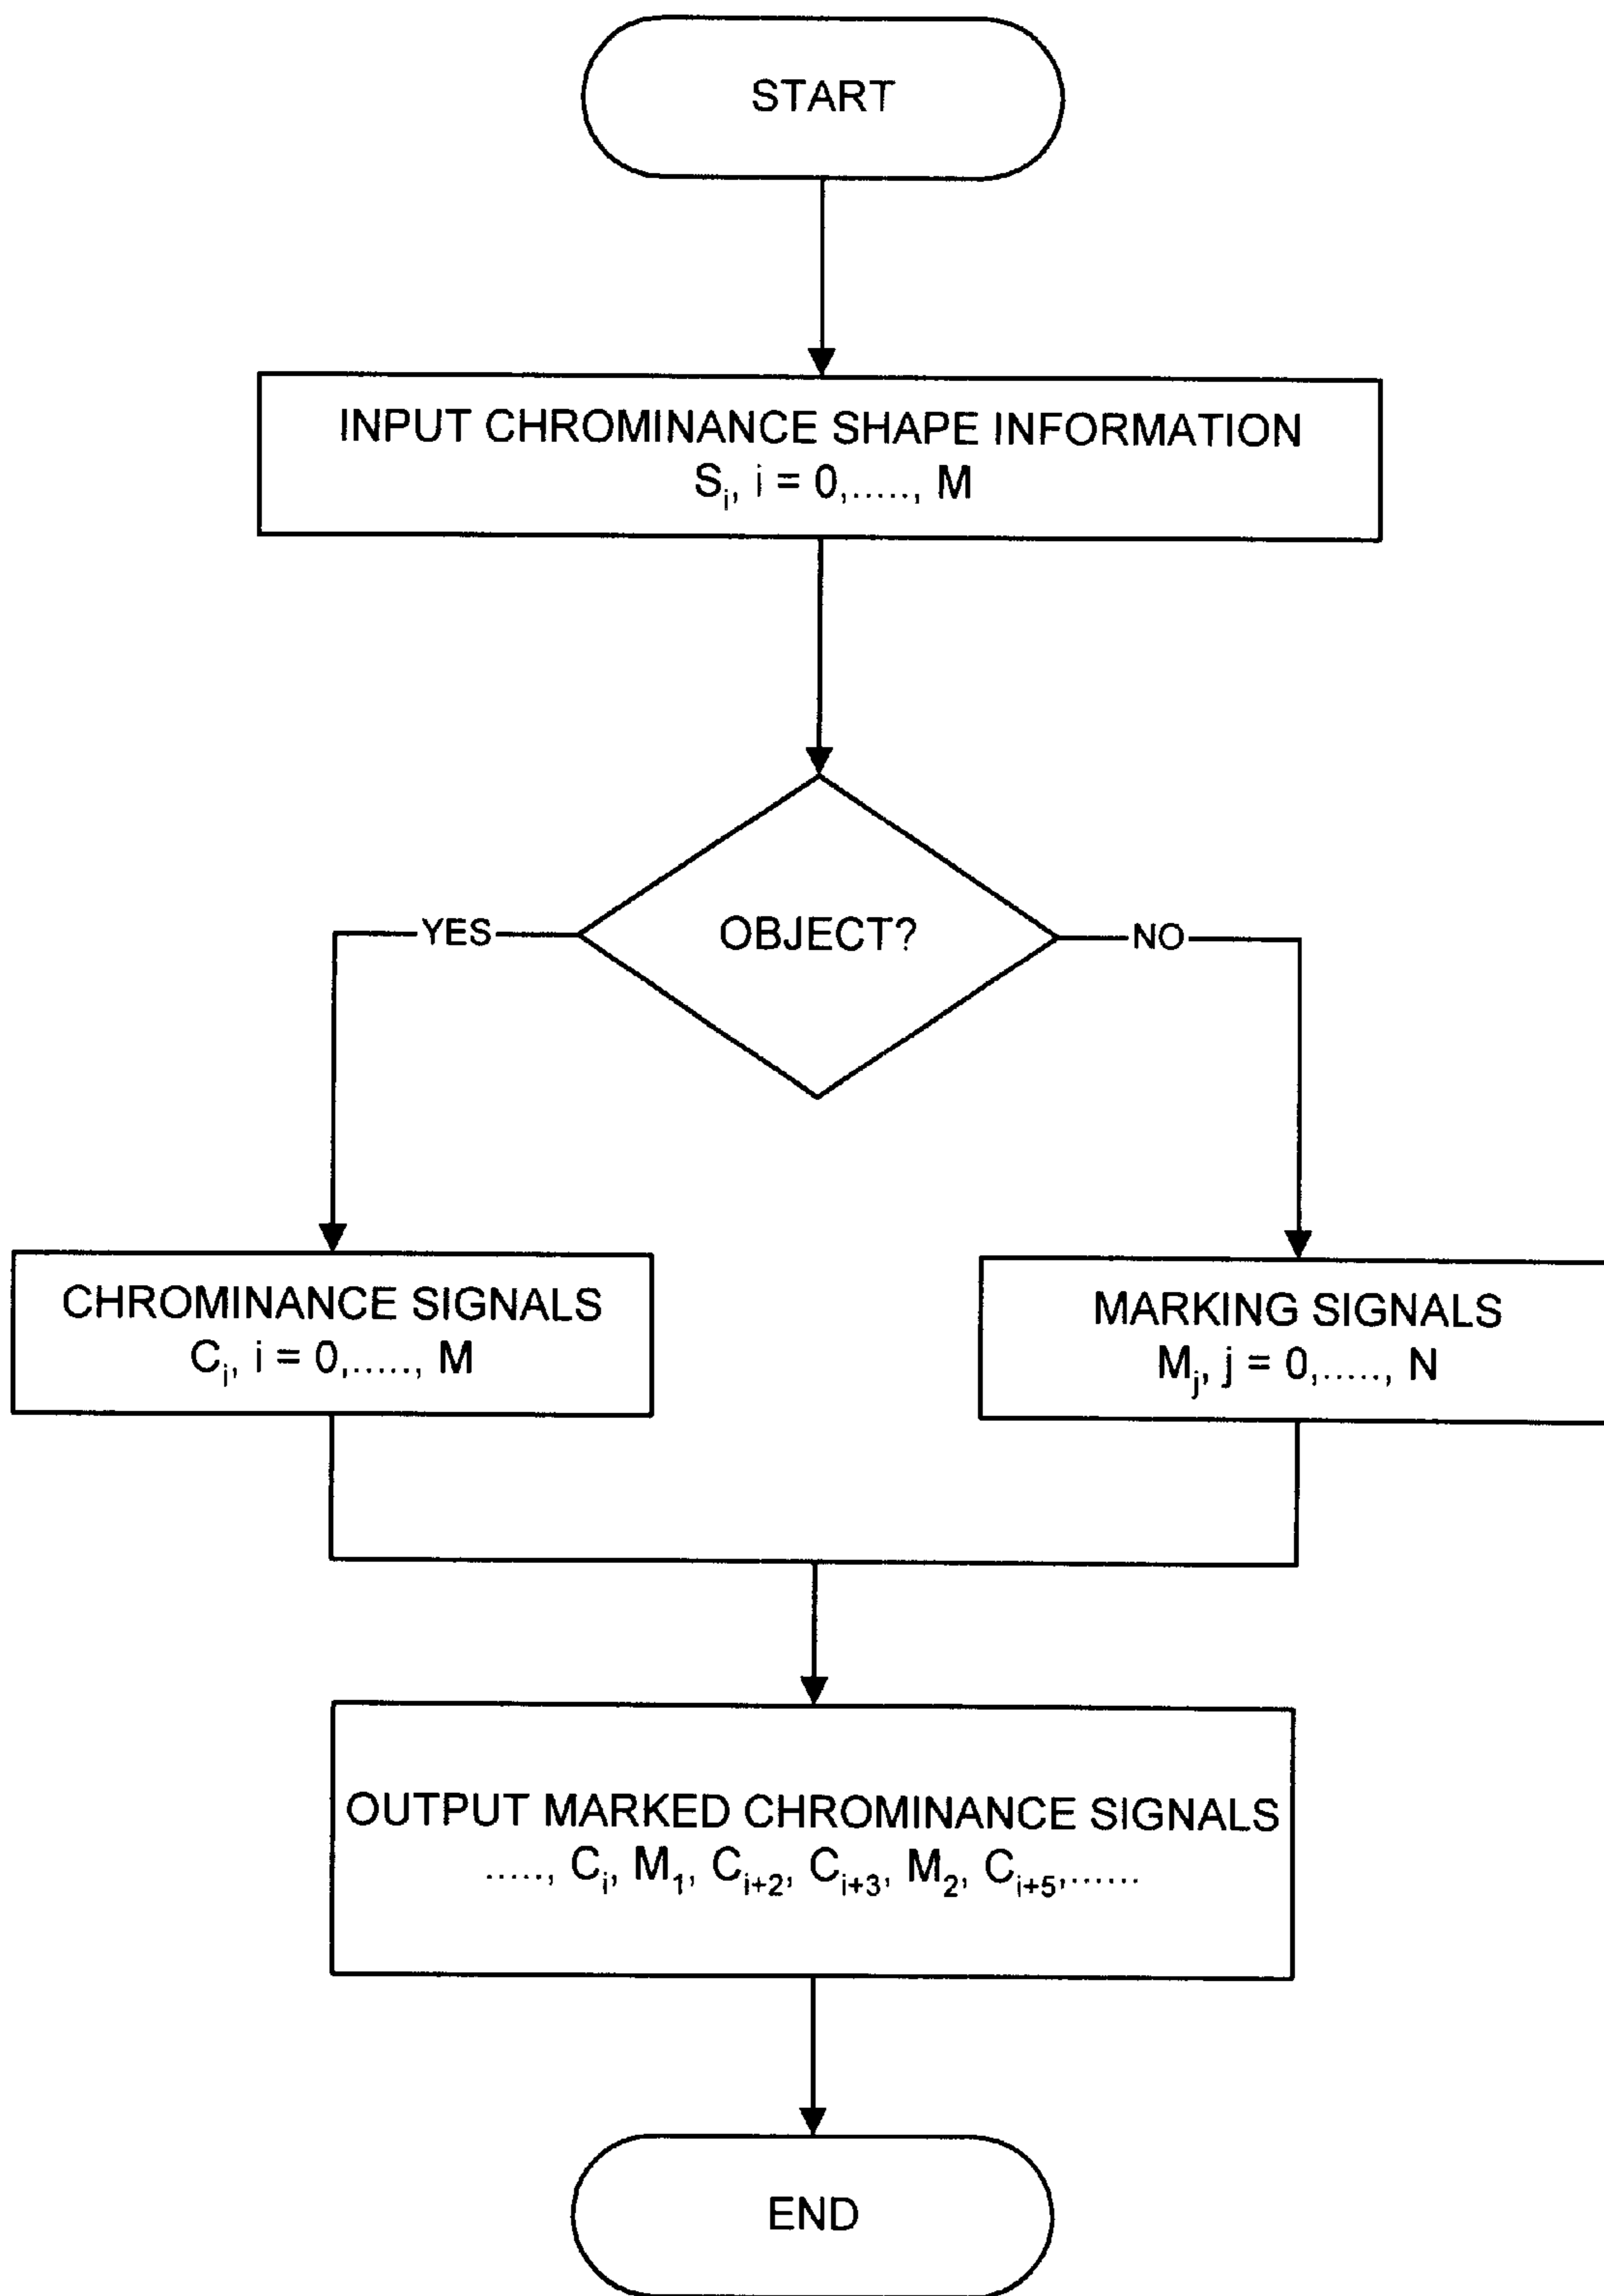 START
INPUT CHROMINANCE SHAPE INFORMATION
Sᵢ, i = 0,....., M
OBJECT?
YES
NO
CHROMINANCE SIGNALS
Cᵢ, i = 0,....., M
MARKING SIGNALS
Mⱼ, j = 0,....., N
OUTPUT MARKED CHROMINANCE SIGNALS
....., Cᵢ, M₁, Cᵢ₊₂, Cᵢ₊₃, M₂, Cᵢ₊₅,......
END